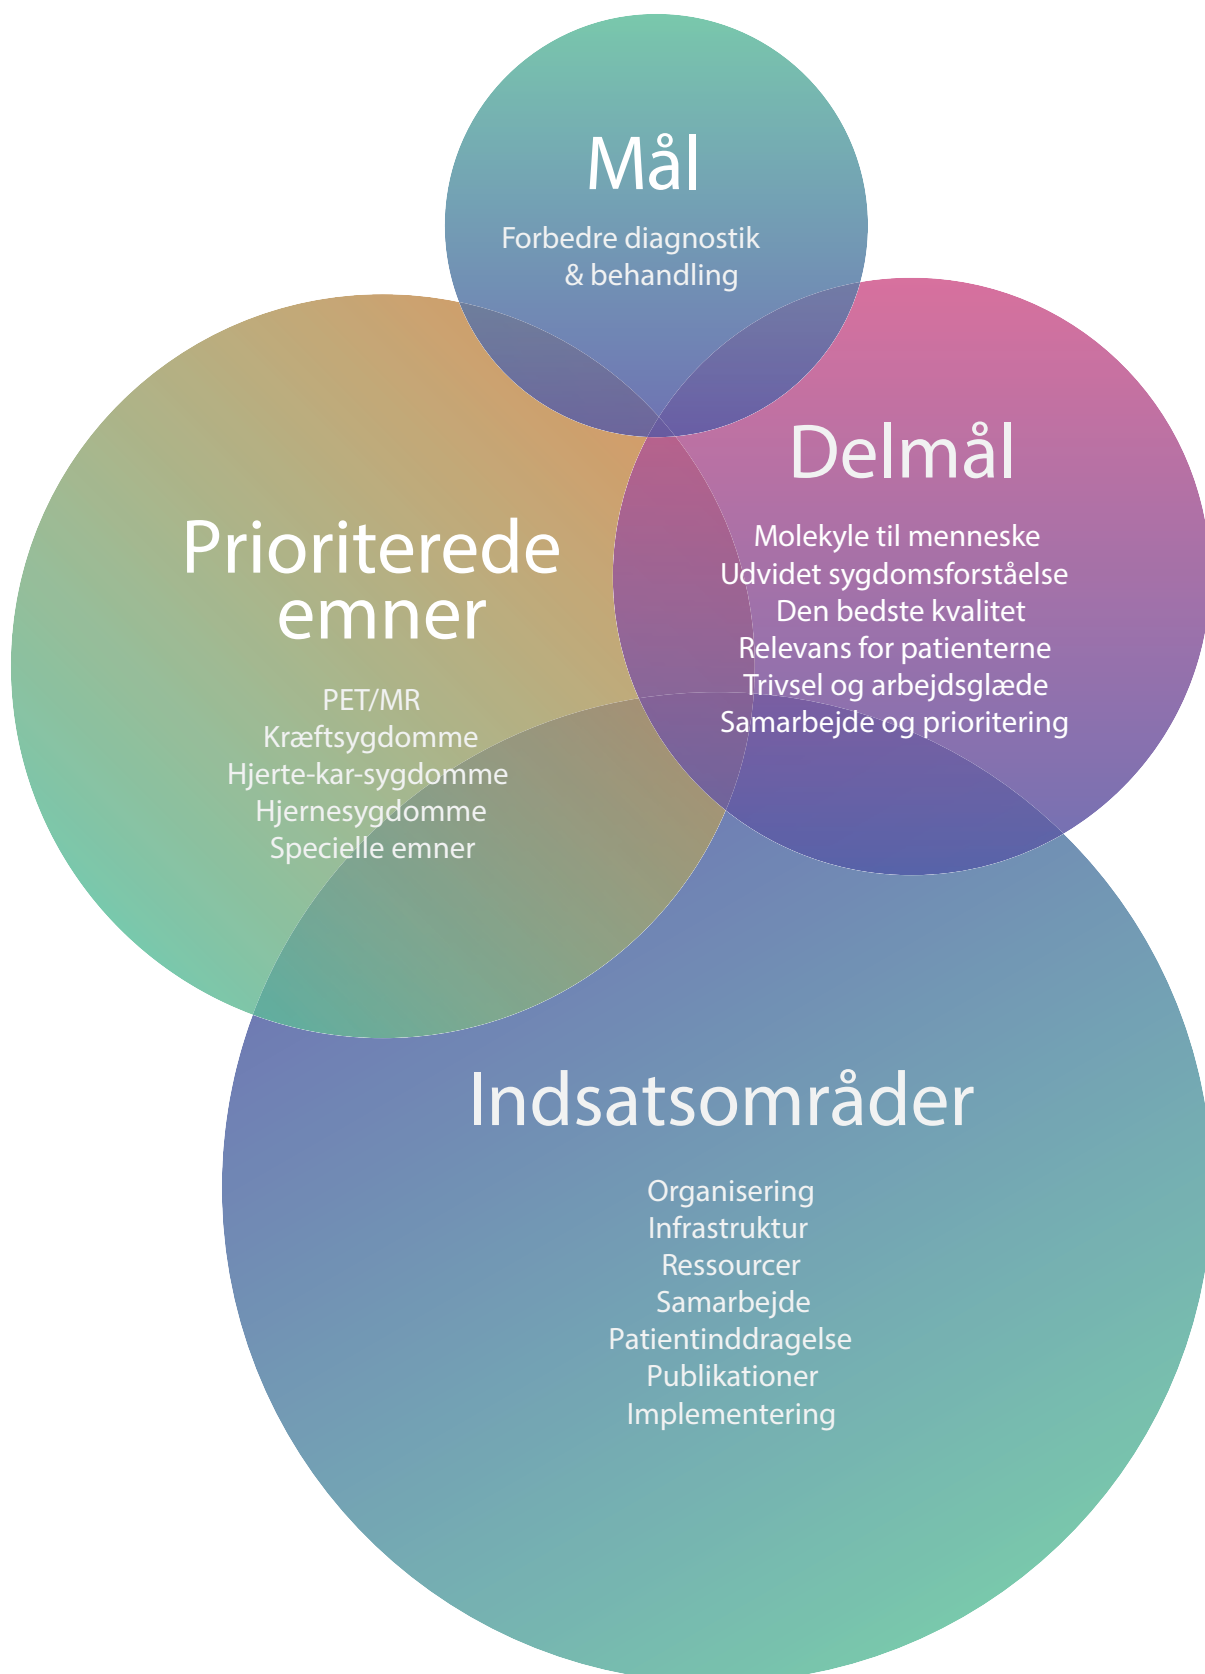 Mål
Forbedre diagnostik
& behandling
Delmål
Molekyle til menneske
Udvidet sygdomsforståelse
Den bedste kvalitet
Relevans for patienterne
Trivsel og arbejdsglæde
Samarbejde og prioritering
Prioriterede
emner
PET/MR
Kræftsygdomme
Hjerte-kar-sygdomme
Hjernesygdomme
Specielle emner
Indsatsområder
Organisering
Infrastruktur
Ressourcer
Samarbejde
Patientinddragelse
Publikationer
Implementering